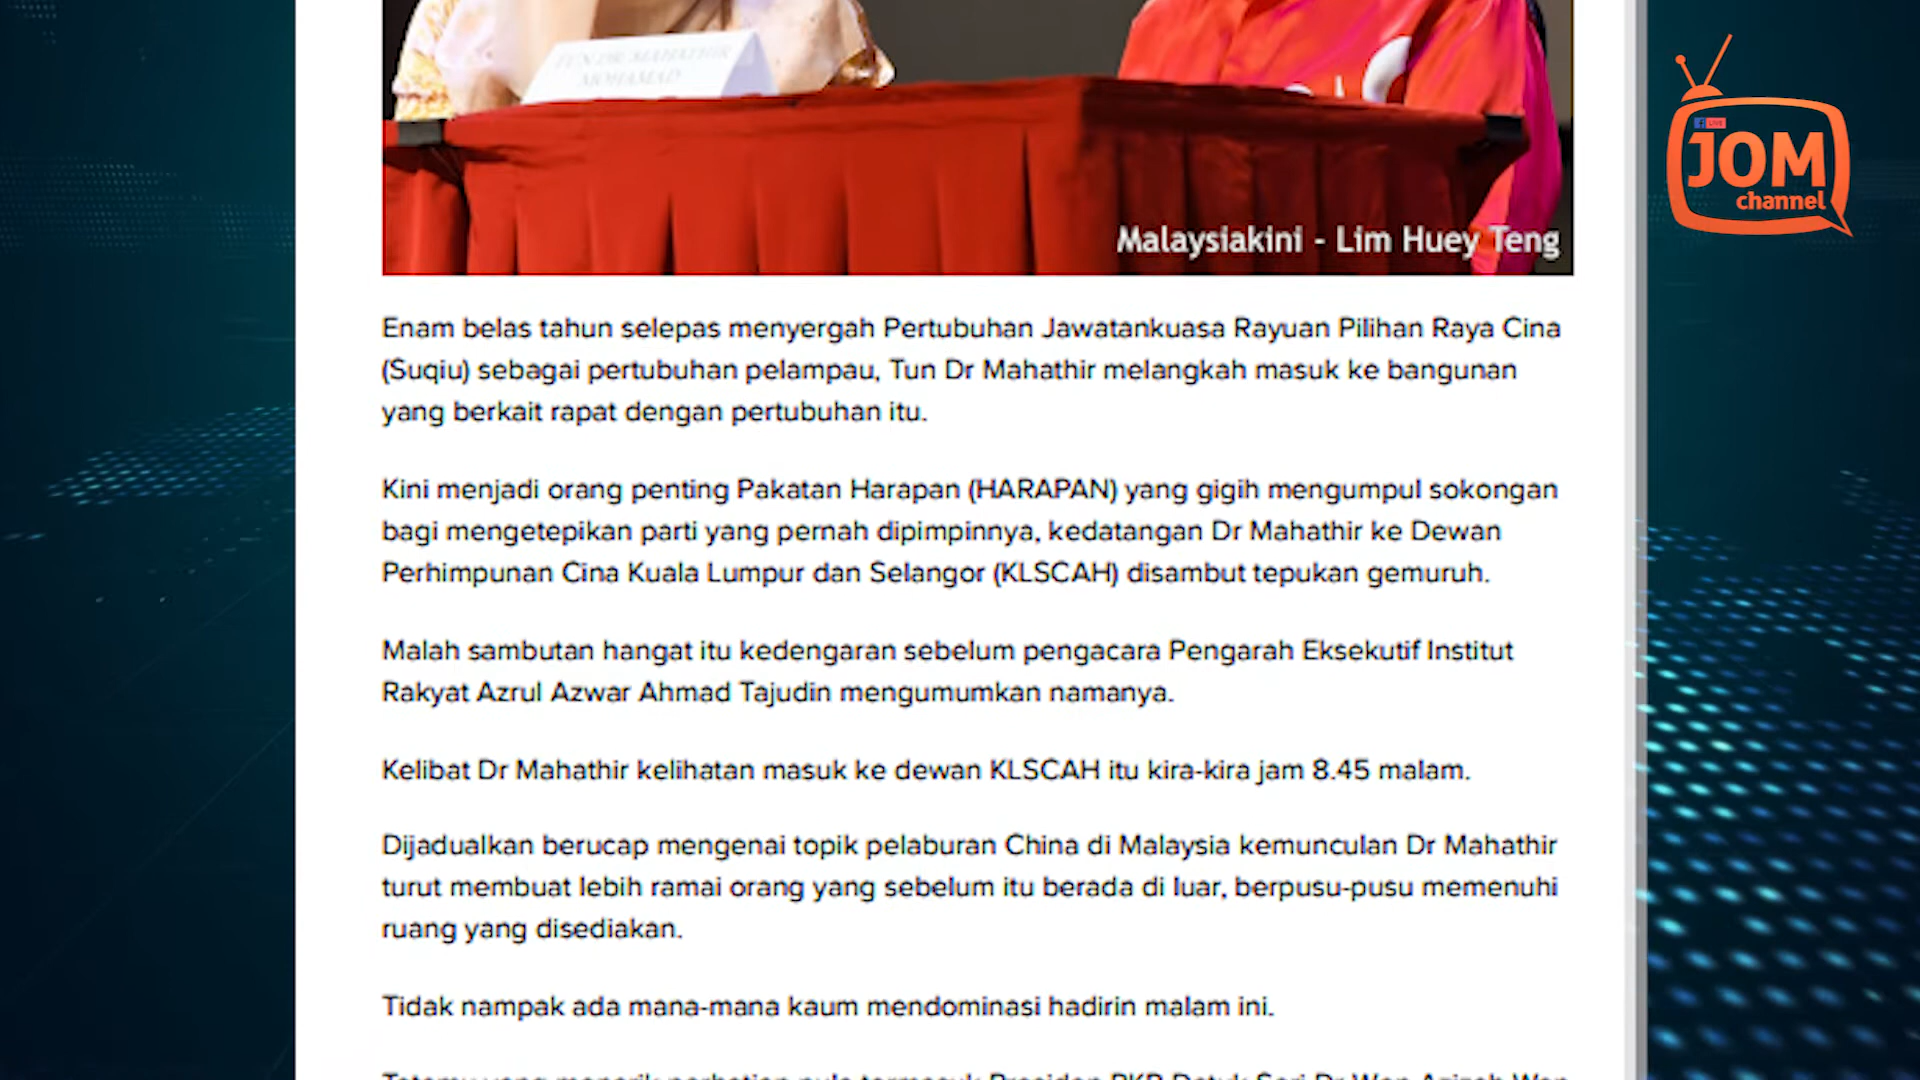 TUN DR MAHATHIR
MOHAMAD
LIVE
JOM
channel
Malaysiakini - Lim Huey Teng
Enam belas tahun selepas menyergah Pertubuhan Jawatankuasa Rayuan Pilihan Raya Cina
(Suqiu) sebagai pertubuhan pelampau, Tun Dr Mahathir melangkah masuk ke bangunan
yang berkait rapat dengan pertubuhan itu.
Kini menjadi orang penting Pakatan Harapan (HARAPAN) yang gigih mengumpul sokongan
bagi mengetepikan parti yang pernah dipimpinnya, kedatangan Dr Mahathir ke Dewan
Perhimpunan Cina Kuala Lumpur dan Selangor (KLSCAH) disambut tepukan gemuruh.
Malah sambutan hangat itu kedengaran sebelum pengacara Pengarah Eksekutif Institut
Rakyat Azrul Azwar Ahmad Tajudin mengumumkan namanya.
Kelibat Dr Mahathir kelihatan masuk ke dewan KLSCAH itu kira-kira jam 8.45 malam.
Dijadualkan berucap mengenai topik pelaburan China di Malaysia kemunculan Dr Mahathir
turut membuat lebih ramai orang yang sebelum itu berada di luar, berpusu-pusu memenuhi
ruang yang disediakan.
Tidak nampak ada mana-mana kaum mendominasi hadirin malam ini.